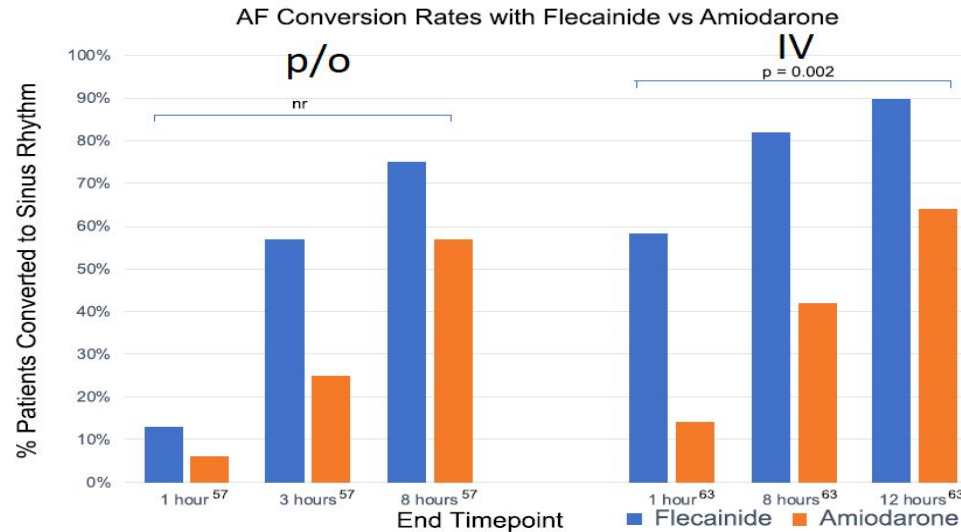 AF Conversion Rates with Flecainide vs Amiodarone
% Patients Converted to Sinus Rhythm
100%
90%
80%
70%
60%
50%
40%
30%
20%
10%
0%
p/o
nr
IV
p = 0.002
1 hour 57
3 hours 57
8 hours 57
1 hour 63
8 hours 63
12 hours 63
End Timepoint
Flecainide
Amiodarone